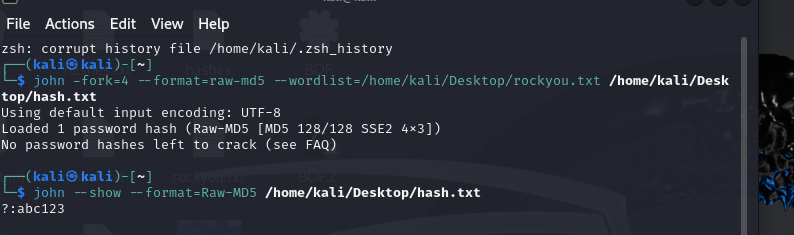 kali@kali
File Actions Edit View Help
zsh: corrupt history file /home/kali/.zsh_history
┌──(kali㉿kali)-[~]
└─$ john -fork=4 --format=raw-md5 --wordlist=/home/kali/Desktop/rockyou.txt /home/kali/Desk
top/hash.txt
Using default input encoding: UTF-8
Loaded 1 password hash (Raw-MD5 [MD5 128/128 SSE2 4×3])
No password hashes left to crack (see FAQ)
┌──(kali㉿kali)-[~]
└─$ john --show --format=Raw-MD5 /home/kali/Desktop/hash.txt
?:abc123